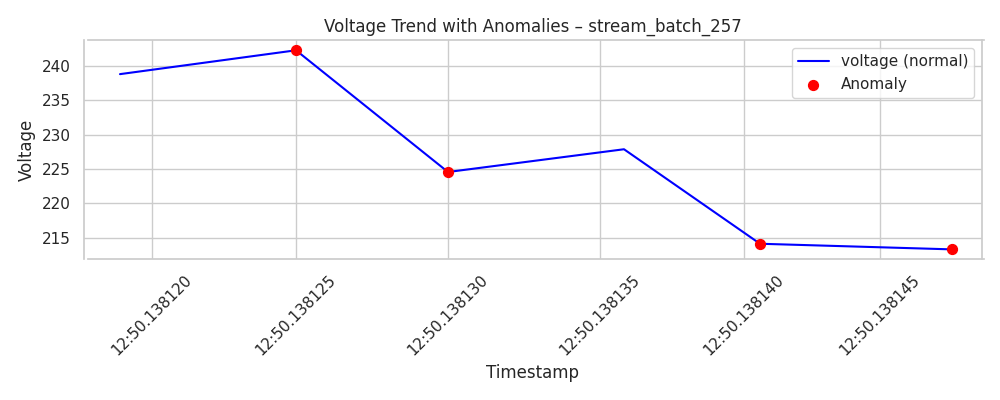 Voltage Trend with Anomalies – stream_batch_257
voltage (normal)
Anomaly
Voltage
240
235
230
225
220
215
12:50.138120
12:50.138125
12:50.138130
12:50.138135
12:50.138140
12:50.138145
Timestamp